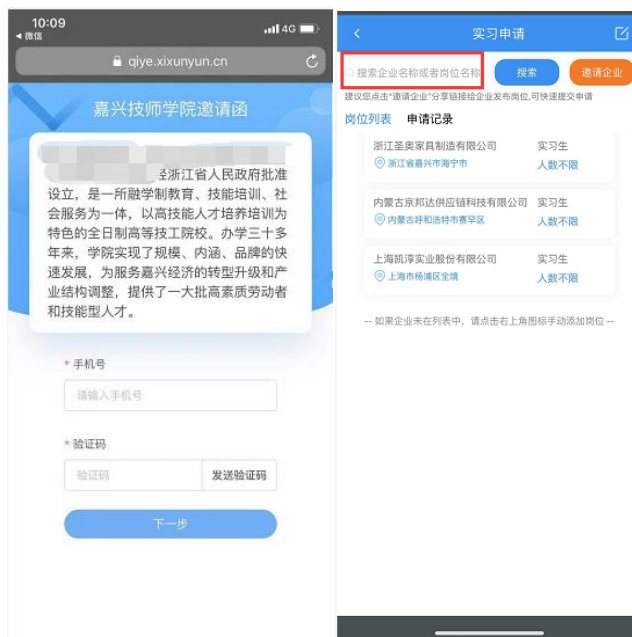 10:09
4G
◀ 微信
qiye.xixunyun.cn
嘉兴技师学院邀请函
经浙江省人民政府批准
设立，是一所融学制教育、技能培训、社
会服务为一体，以高技能人才培养培训为
特色的全日制高等技工院校。办学三十多
年来，学院实现了规模、内涵、品牌的快
速发展，为服务嘉兴经济的转型升级和产
业结构调整，提供了一大批高素质劳动者
和技能型人才。
* 手机号
请输入手机号
* 验证码
验证码
发送验证码
下一步
实习申请
搜索企业名称或者岗位名称
搜索
邀请企业
建议您点击“邀请企业”分享链接给企业发布岗位,可快速提交申请
岗位列表 申请记录
浙江圣奥家具制造有限公司 实习生
浙江省嘉兴市海宁市 人数不限
内蒙古京邦达供应链科技有限公司 实习生
内蒙古呼和浩特市赛罕区 人数不限
上海凯淳实业股份有限公司 实习生
上海市杨浦区全境 人数不限
-- 如果企业未在列表中，请点击右上角图标手动添加岗位 --